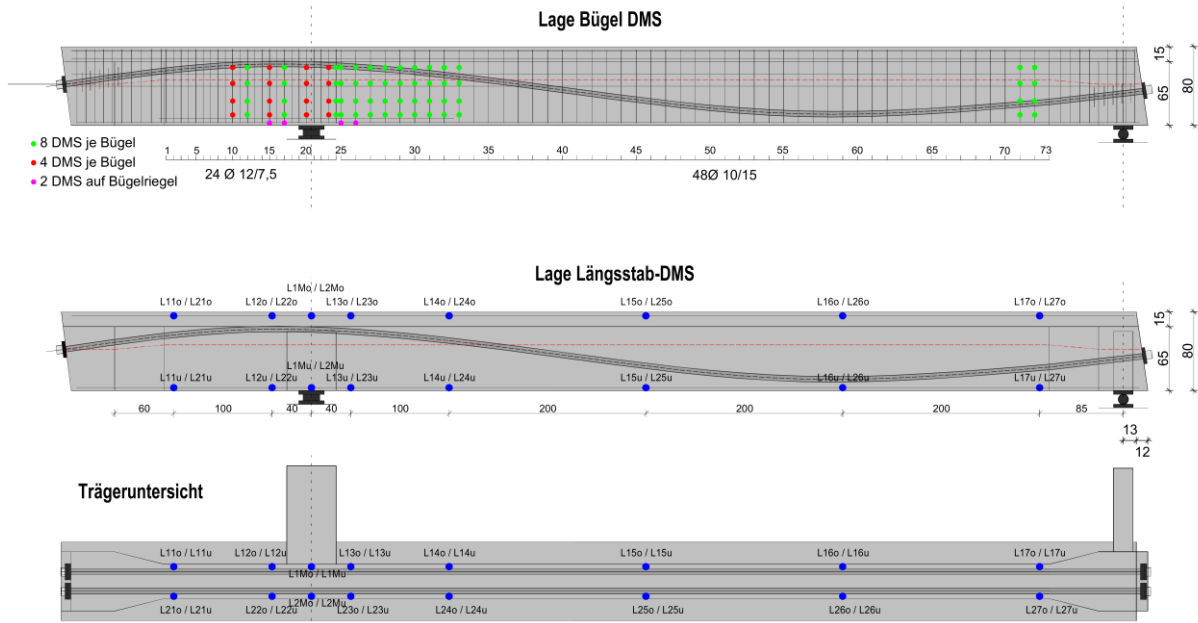 Lage Bügel DMS
15
65
80
8 DMS je Bügel
4 DMS je Bügel
2 DMS auf Bügelriegel
1 5 10 15 20 25 30 35 40 45 50 55 60 65 70 73
24 Ø 12/7,5 48Ø 10/15
Lage Längsstab-DMS
L1Mo / L2Mo
L11o / L21o L12o / L22o L13o / L23o L14o / L24o L15o / L25o L16o / L26o L17o / L27o
15
65
80
L1Mu / L2Mu
L11u / L21u L12u / L22u L13u / L23u L14u / L24u L15u / L25u L16u / L26u L17u / L27u
60 100 40 40 100 200 200 200 85
13
12
Trägeruntersicht
L11o / L11u L12o / L12u L13o / L13u L14o / L14u L15o / L15u L16o / L16u L17o / L17u
L1Mo / L1Mu
L2Mo / L2Mu
L21o / L21u L22o / L22u L23o / L23u L24o / L24u L25o / L25u L26o / L26u L27o / L27u